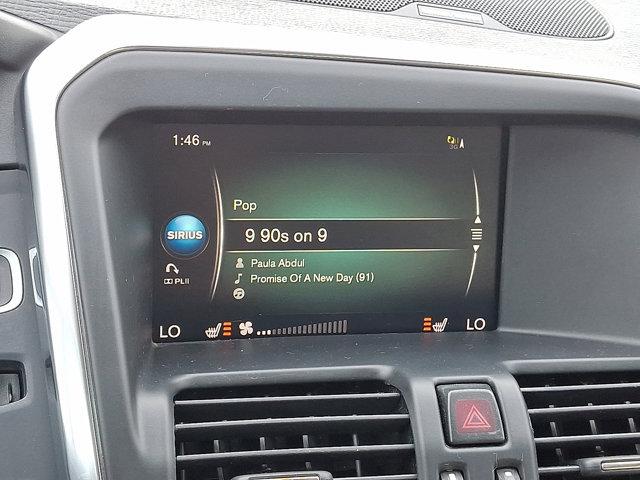 1:46 PM
3G
Pop
SIRIUS
9 90s on 9
Paula Abdul
Promise Of A New Day (91)
PLII
LO
LO